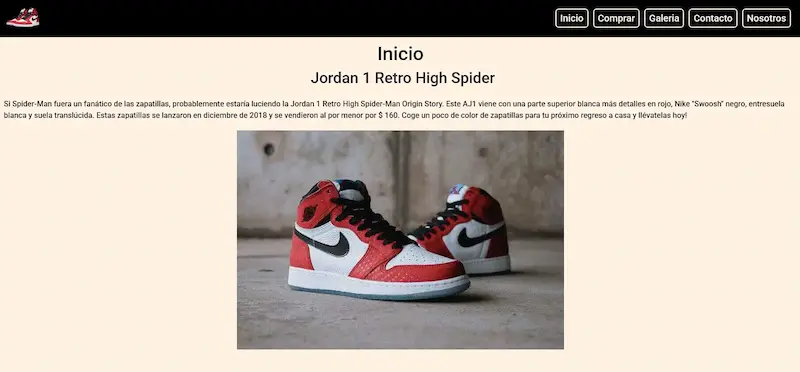 Inicio
Comprar
Galeria
Contacto
Nosotros
Inicio
Jordan 1 Retro High Spider
Si Spider-Man fuera un fanático de las zapatillas, probablemente estaría luciendo la Jordan 1 Retro High Spider-Man Origin Story. Este AJ1 viene con una parte superior blanca más detalles en rojo, Nike "Swoosh" negro, entresuela
blanca y suela translúcida. Estas zapatillas se lanzaron en diciembre de 2018 y se vendieron al por menor por $ 160. Coge un poco de color de zapatillas para tu próximo regreso a casa y llévatelas hoy!